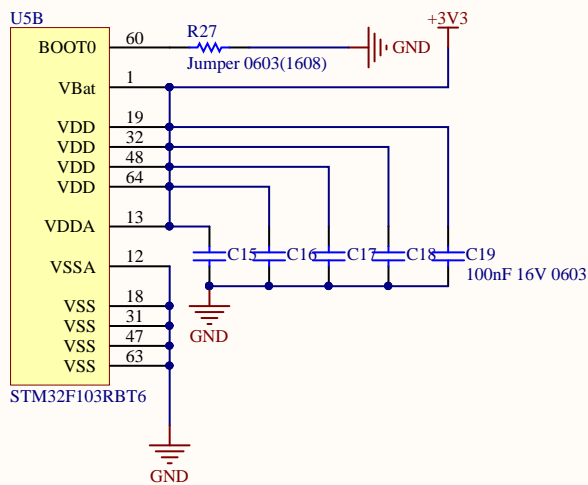 U5B
+3V3
BOOT0 60 R27 GND
Jumper 0603(1608)
VBat 1
VDD 19
VDD 32
VDD 48
VDD 64
VDDA 13
C15 C16 C17 C18 C19
VSSA 12
100nF 16V 0603
VSS 18
VSS 31
GND
VSS 47
VSS 63
STM32F103RBT6
GND